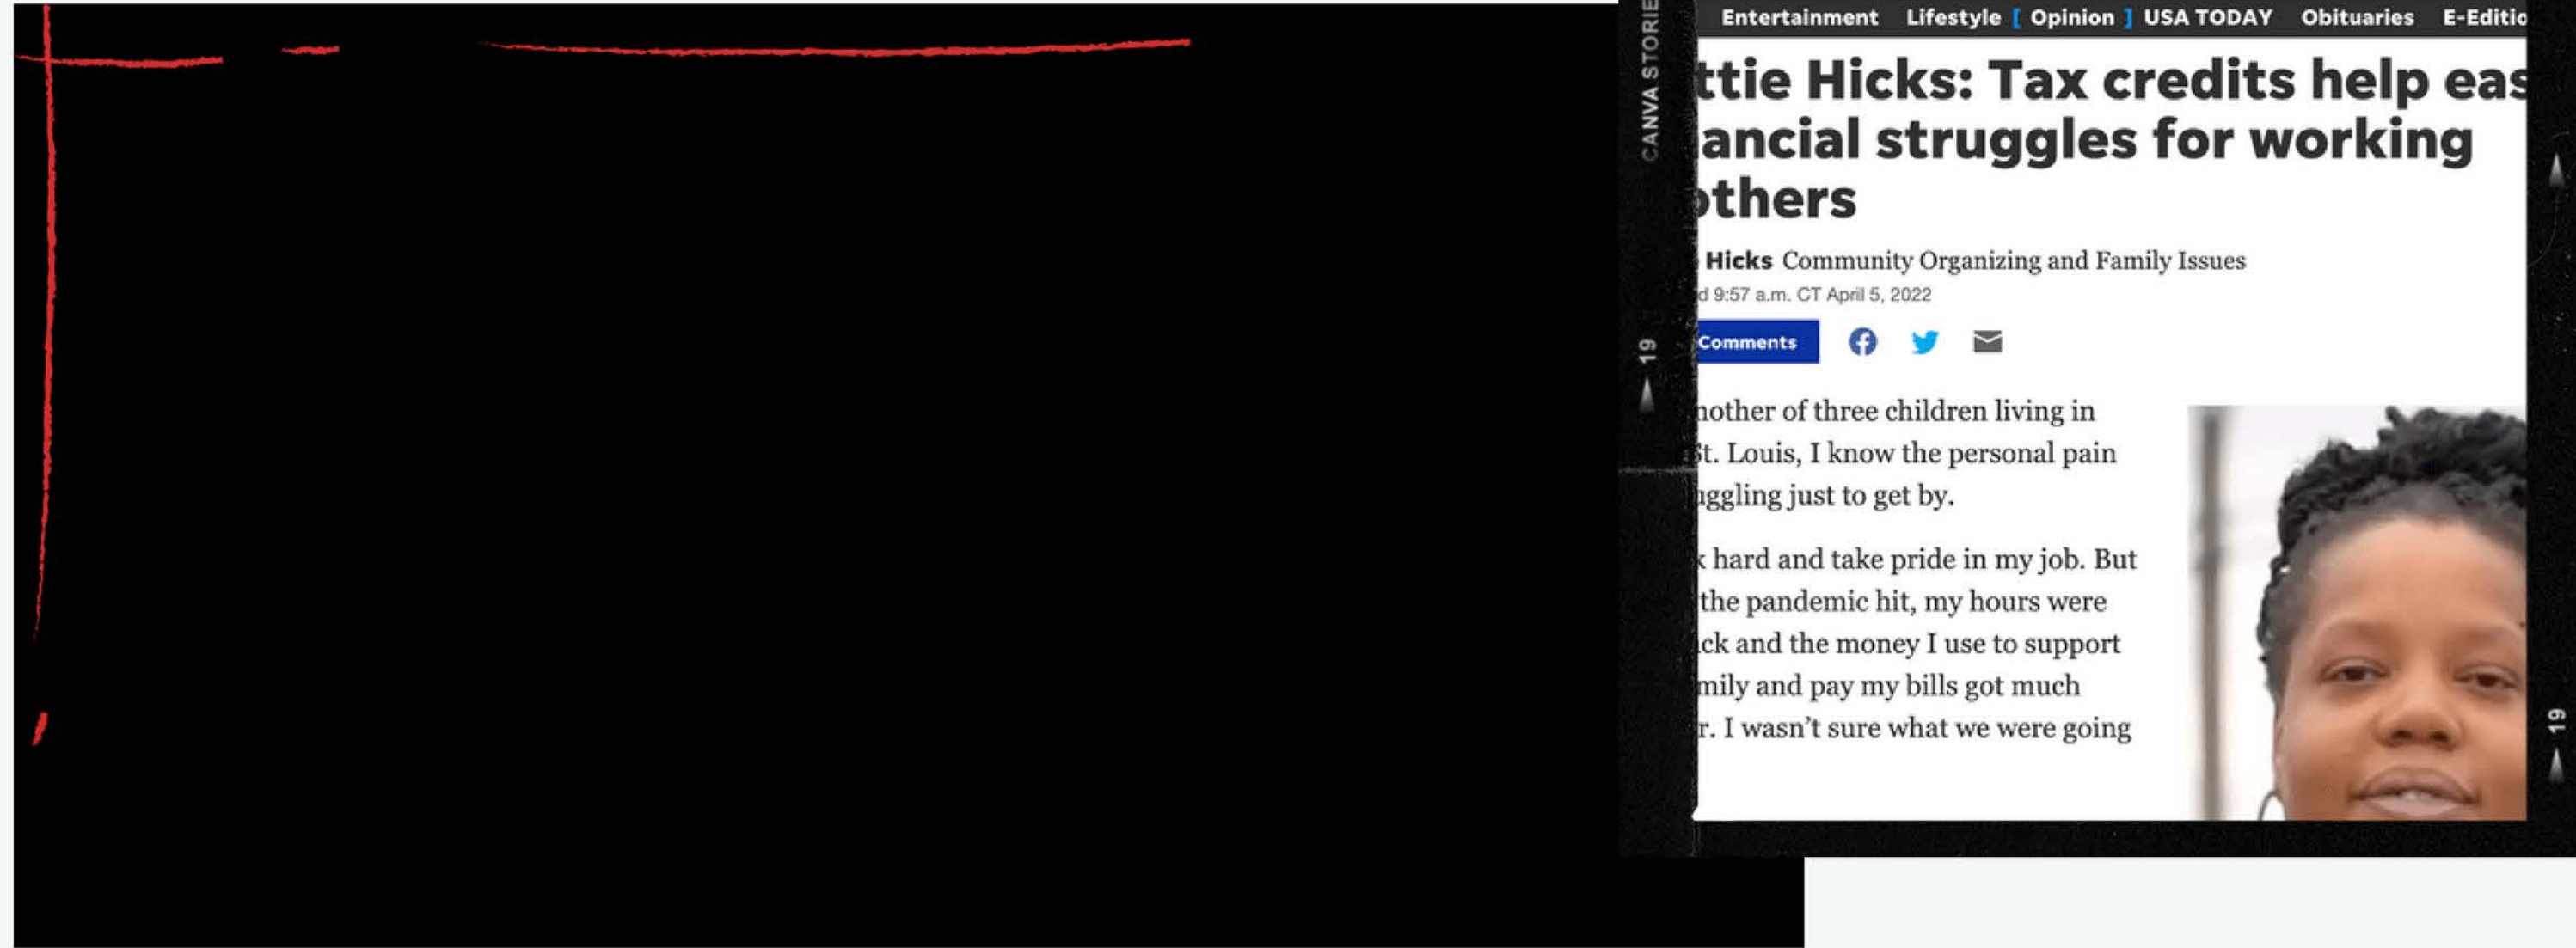 CANVA STORIE
19
Entertainment Lifestyle [ Opinion ] USA TODAY Obituaries E-Editio
ttie Hicks: Tax credits help eas
ancial struggles for working
others
Hicks Community Organizing and Family Issues
d 9:57 a.m. CT April 5, 2022
Comments
nother of three children living in
St. Louis, I know the personal pain
uggling just to get by.
k hard and take pride in my job. But
the pandemic hit, my hours were
ck and the money I use to support
mily and pay my bills got much
r. I wasn't sure what we were going
19